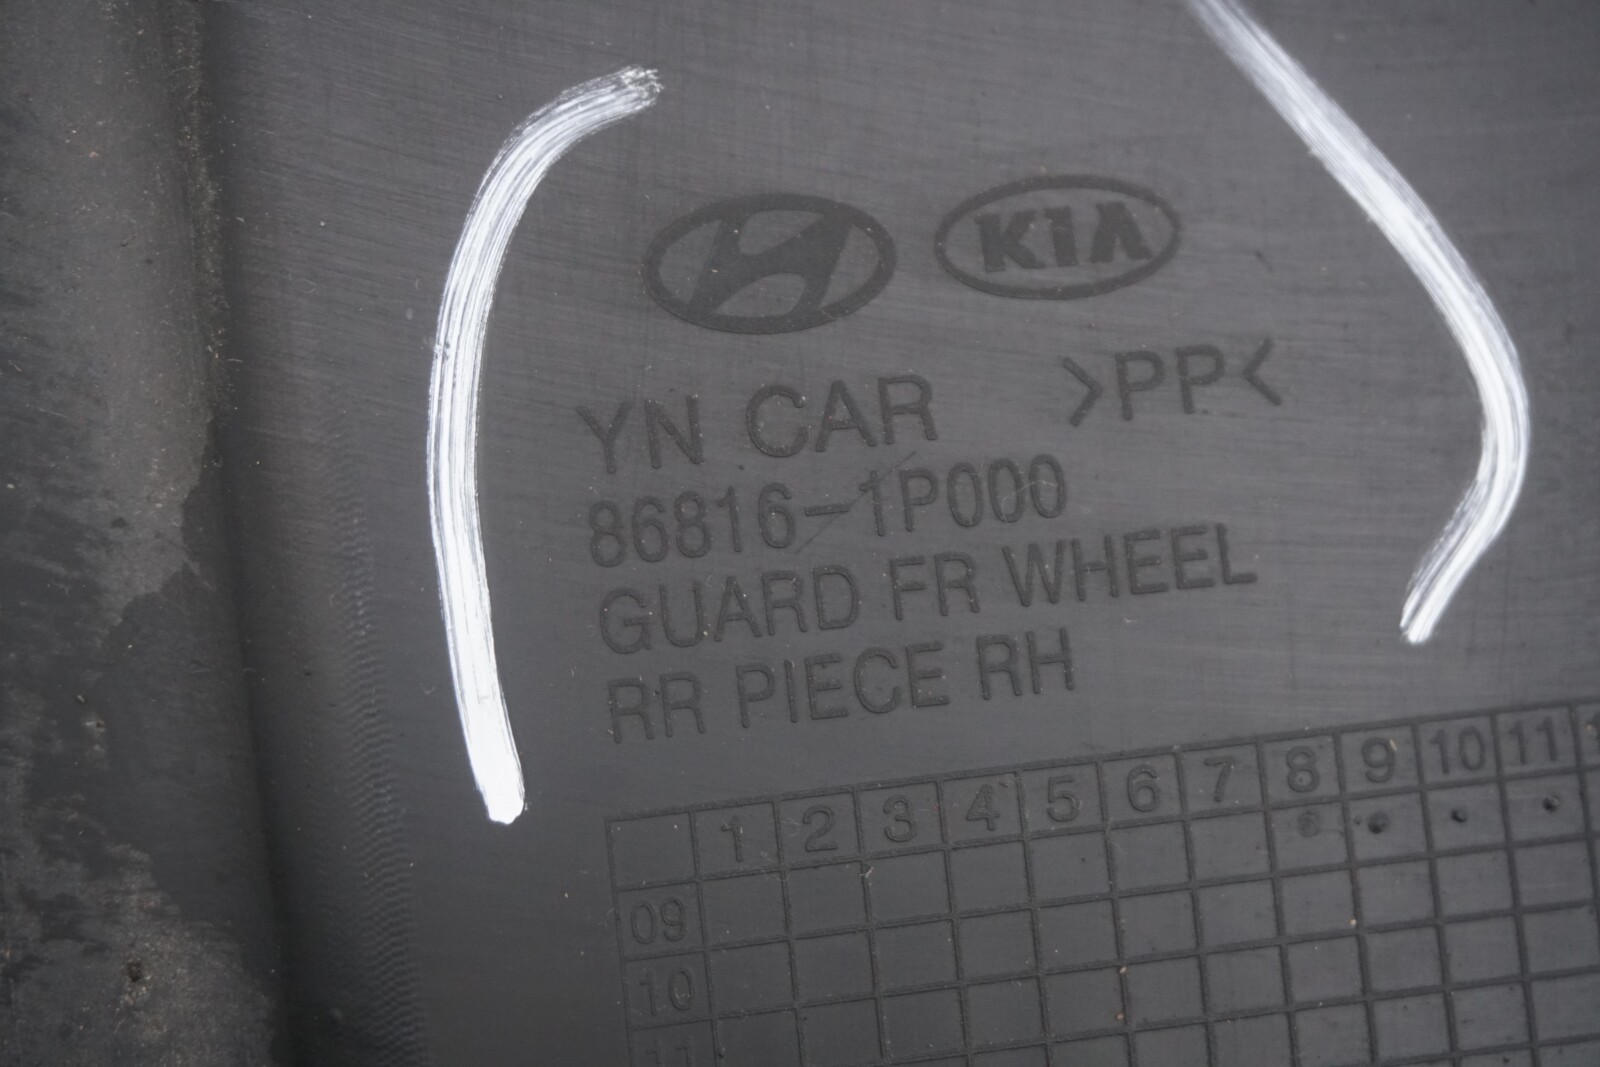 KIA
YN CAR >PP<
86816-1P000
GUARD FR WHEEL
RR PIECE RH
1 2 3 4 5 6 7 8 9 10 11
09
10
11